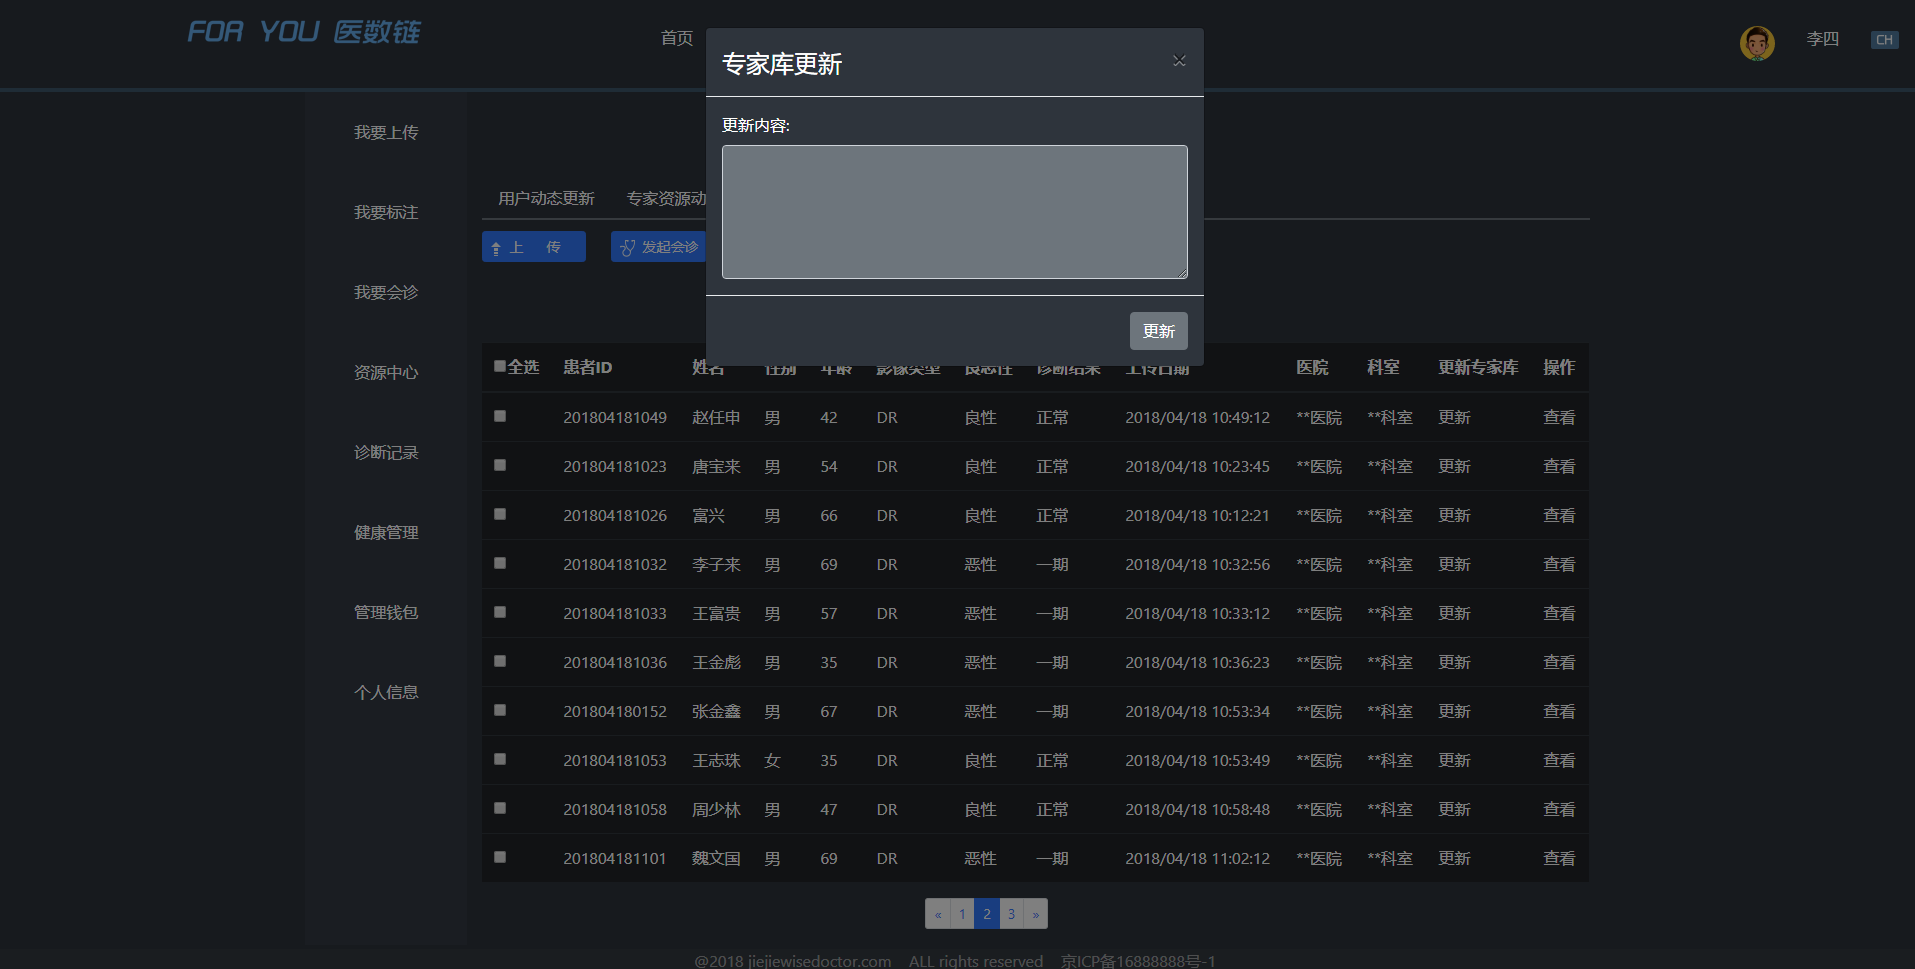 FOR YOU 医数链
首页
李四
CH
专家库更新
×
更新内容:
更新
我要上传
我要标注
我要会诊
资源中心
诊断记录
健康管理
管理钱包
个人信息
用户动态更新 专家资源动
上 传 发起会诊
全选 患者ID 姓名 性别 年龄 影像类型 良恶性 诊断结果 上传日期 医院 科室 更新专家库 操作
201804181049 赵任申 男 42 DR 良性 正常 2018/04/18 10:49:12 **医院 **科室 更新 查看
201804181023 唐宝来 男 54 DR 良性 正常 2018/04/18 10:23:45 **医院 **科室 更新 查看
201804181026 富兴 男 66 DR 良性 正常 2018/04/18 10:12:21 **医院 **科室 更新 查看
201804181032 李子来 男 69 DR 恶性 一期 2018/04/18 10:32:56 **医院 **科室 更新 查看
201804181033 王富贵 男 57 DR 恶性 一期 2018/04/18 10:33:12 **医院 **科室 更新 查看
201804181036 王金彪 男 35 DR 恶性 一期 2018/04/18 10:36:23 **医院 **科室 更新 查看
201804180152 张金鑫 男 67 DR 恶性 一期 2018/04/18 10:53:34 **医院 **科室 更新 查看
201804181053 王志珠 女 35 DR 良性 正常 2018/04/18 10:53:49 **医院 **科室 更新 查看
201804181058 周少林 男 47 DR 良性 正常 2018/04/18 10:58:48 **医院 **科室 更新 查看
201804181101 魏文国 男 69 DR 恶性 一期 2018/04/18 11:02:12 **医院 **科室 更新 查看
« 1 2 3 »
@2018 jiejiewisedoctor.com ALL rights reserved 京ICP备16888888号-1